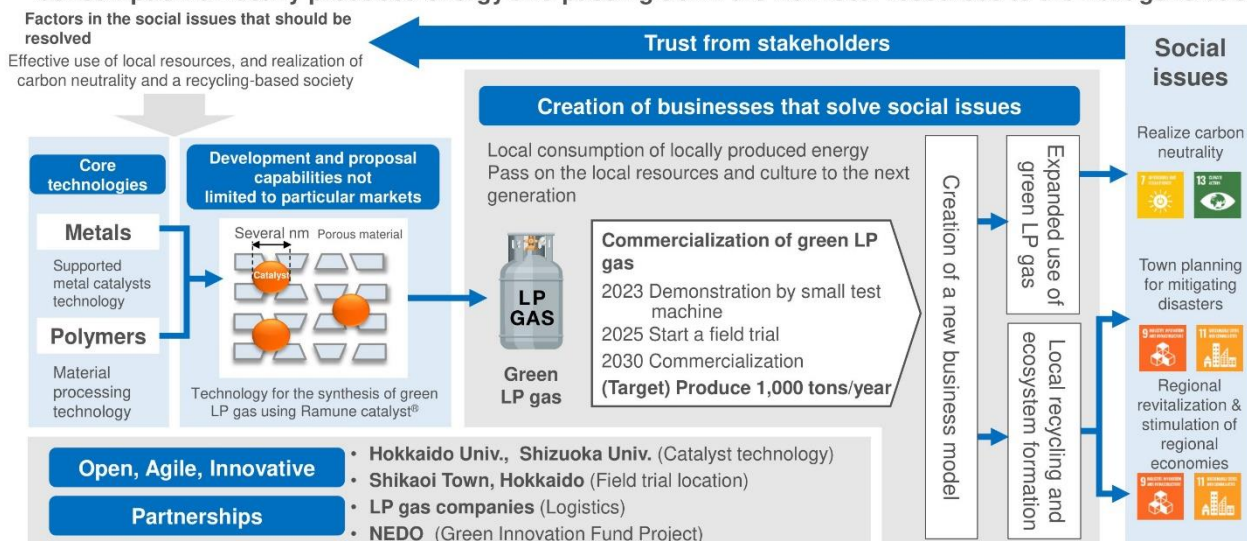 Factors in the social issues that should be
resolved
Effective use of local resources, and realization of
carbon neutrality and a recycling-based society
Trust from stakeholders
Social
issues
Core
technologies
Metals
Supported
metal catalysts
technology
Polymers
Material
processing
technology
Development and proposal
capabilities not
limited to particular markets
Several nm Porous material
Catalyst
Technology for the synthesis of green
LP gas using Ramune catalyst®
Creation of businesses that solve social issues
Local consumption of locally produced energy
Pass on the local resources and culture to the next
generation
LP
GAS
Green
LP gas
Commercialization of green LP
gas
2023 Demonstration by small test
machine
2025 Start a field trial
2030 Commercialization
(Target) Produce 1,000 tons/year
Creation of a new business model
Expanded use of
green LP gas
Local recycling and
ecosystem formation
Realize carbon
neutrality
7
13 CLIMATE
ACTION
Town planning
for mitigating
disasters
9
11
Regional
revitalization &
stimulation of
regional
economies
9
11
Open, Agile, Innovative
Partnerships
• Hokkaido Univ., Shizuoka Univ. (Catalyst technology)
• Shikaoi Town, Hokkaido (Field trial location)
• LP gas companies (Logistics)
• NEDO (Green Innovation Fund Project)